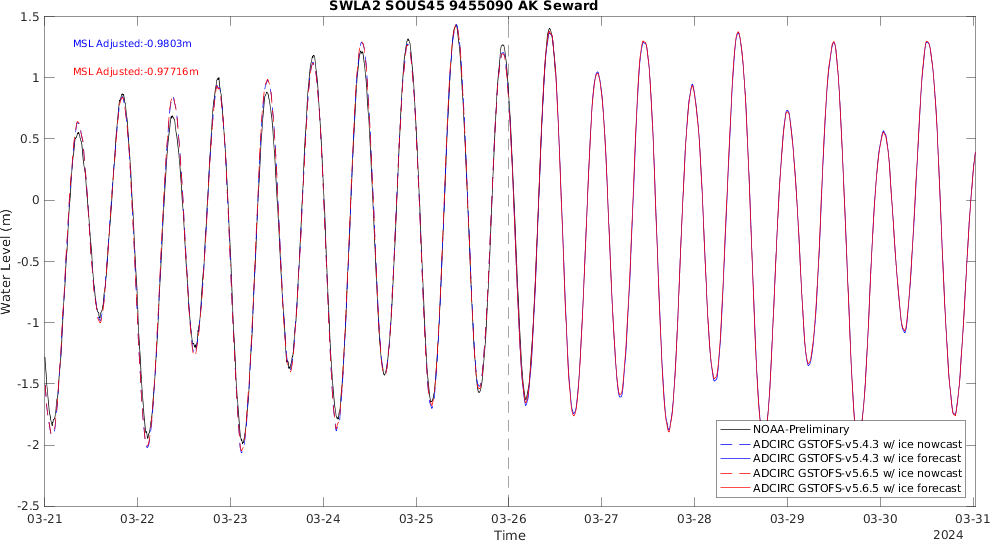 SWLA2 SOUS45 9455090 AK Seward
MSL Adjusted:-0.9803m
MSL Adjusted:-0.97716m
1.5
1
0.5
0
-0.5
-1
-1.5
-2
-2.5
Water Level (m)
NOAA-Preliminary
ADCIRC GSTOFS-v5.4.3 w/ ice nowcast
ADCIRC GSTOFS-v5.4.3 w/ ice forecast
ADCIRC GSTOFS-v5.6.5 w/ ice nowcast
ADCIRC GSTOFS-v5.6.5 w/ ice forecast
03-21 03-22 03-23 03-24 03-25 03-26 03-27 03-28 03-29 03-30 03-31
Time
2024